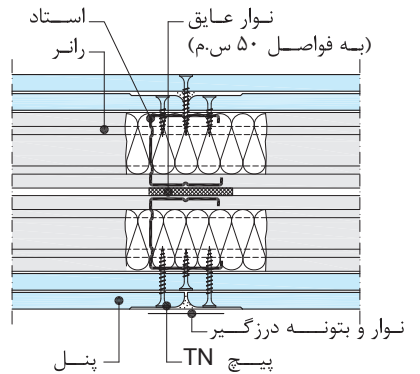 نوار عایق
(به فواصل ۵۰ س.م)
استاد
رانر
نوار و بتونه درزگیر
پیچ TN
پنل